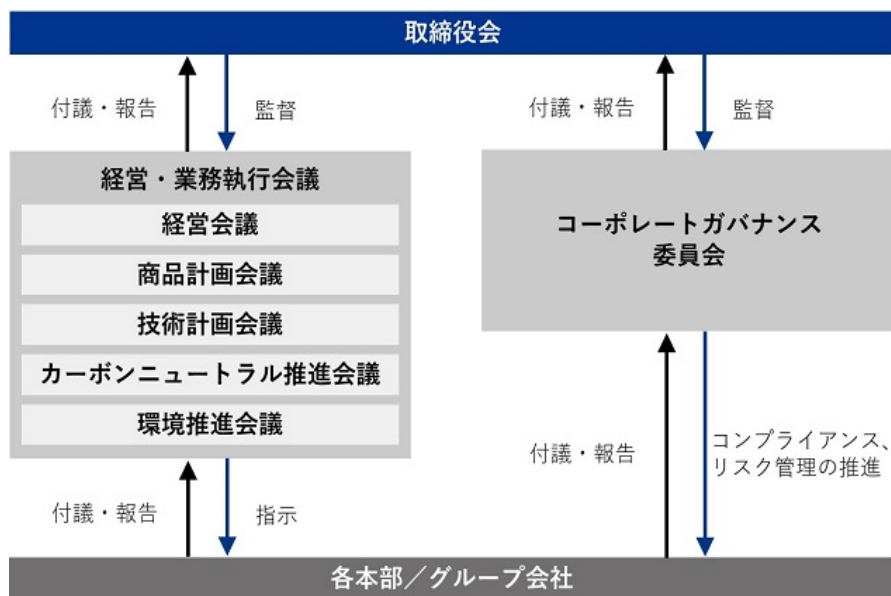 取締役会
付議・報告
監督
付議・報告
監督
経営・業務執行会議
経営会議
商品計画会議
技術計画会議
カーボンニュートラル推進会議
環境推進会議
コーポレートガバナンス
委員会
付議・報告
指示
付議・報告
コンプライアンス、
リスク管理の推進
各本部／グループ会社